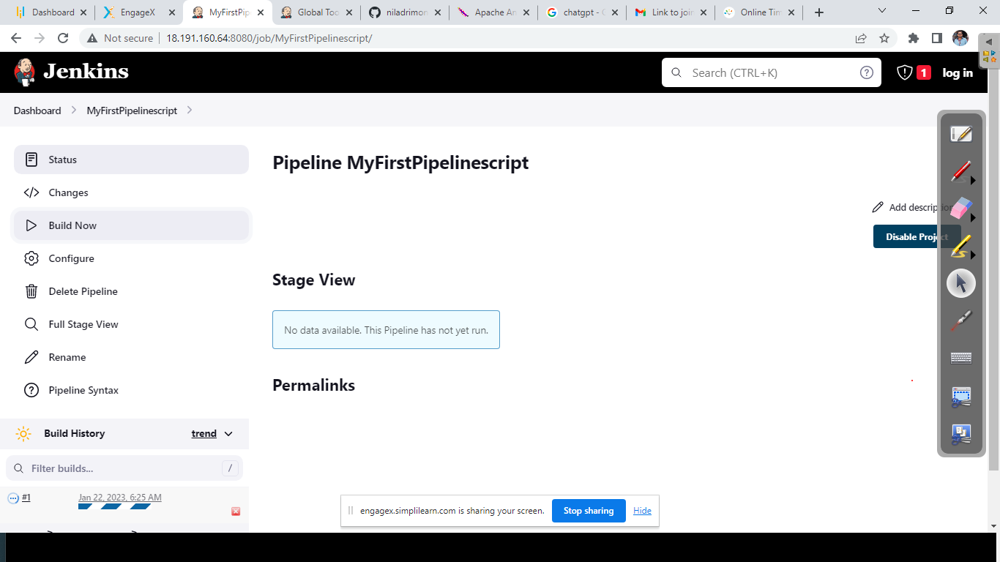 Dashboard EngageX MyFirstPip Global Too niladrimon Apache An chatgpt - Link to join Online Tim
Not secure 18.191.160.64:8080/job/MyFirstPipelinescript/
Jenkins
Search (CTRL+K) ? 1 log in
Dashboard MyFirstPipelinescript
Status
Changes
Build Now
Configure
Delete Pipeline
Full Stage View
Rename
Pipeline Syntax
Build History trend
Filter builds... /
#1 Jan 22, 2023, 6:25 AM
Pipeline MyFirstPipelinescript
Add description
Disable Project
Stage View
No data available. This Pipeline has not yet run.
Permalinks
engagex.simplilearn.com is sharing your screen. Stop sharing Hide